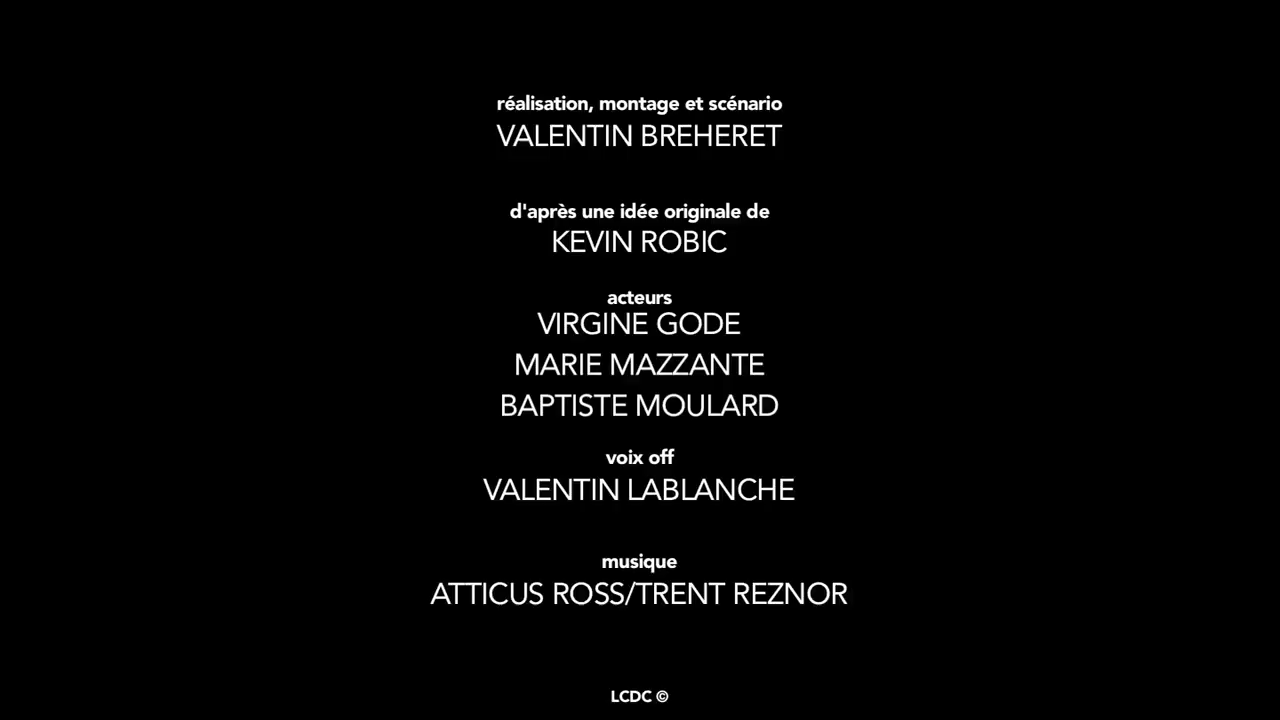 réalisation, montage et scénario
VALENTIN BREHERET
d'après une idée originale de
KEVIN ROBIC
acteurs
VIRGINE GODE
MARIE MAZZANTE
BAPTISTE MOULARD
voix off
VALENTIN LABLANCHE
musique
ATTICUS ROSS/TRENT REZNOR
LCDC ©